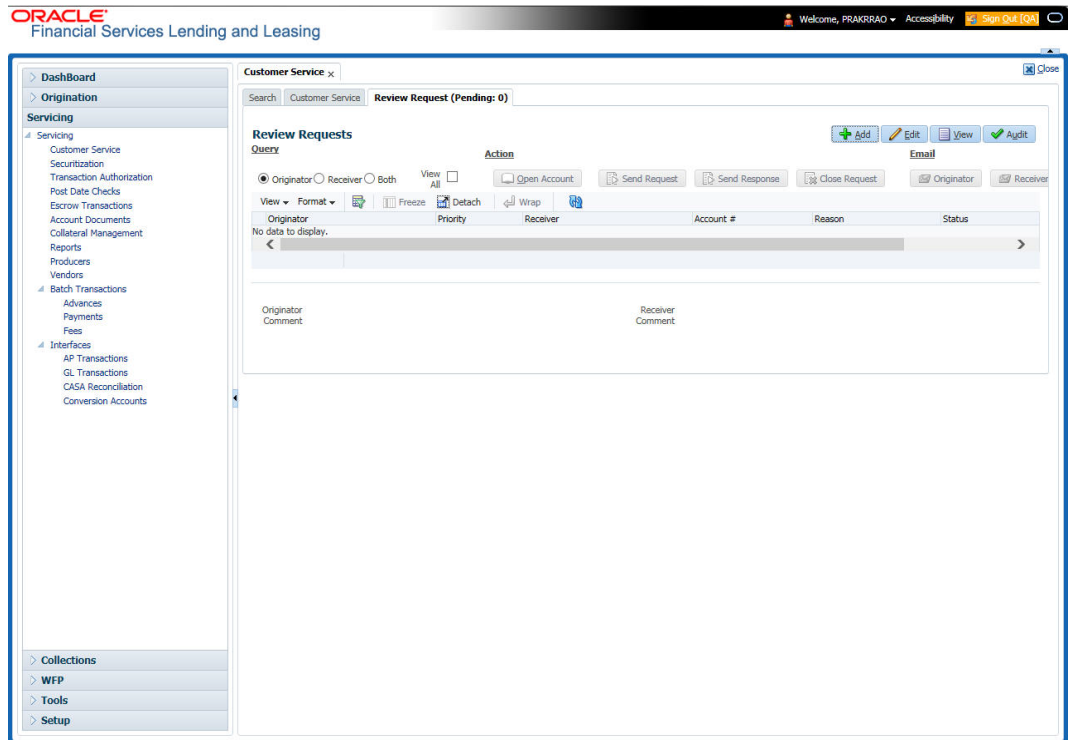 ORACLE®
Financial Services Lending and Leasing
Welcome, PRAKRRAO Accessibility Sign Out [QA]
Close
DashBoard
Origination
Servicing
Servicing
Customer Service
Securitization
Transaction Authorization
Post Date Checks
Escrow Transactions
Account Documents
Collateral Management
Reports
Producers
Vendors
Batch Transactions
Advances
Payments
Fees
Interfaces
AP Transactions
GL Transactions
CASA Reconciliation
Conversion Accounts
Collections
WFP
Tools
Setup
Customer Service x
Search Customer Service Review Request (Pending: 0)
Review Requests
Add Edit View Audit
Query Action Email
Originator Receiver Both View All Open Account Send Request Send Response Close Request Originator Receiver
View Format Freeze Detach Wrap
Originator Priority Receiver Account # Reason Status
No data to display.
Originator Comment
Receiver Comment